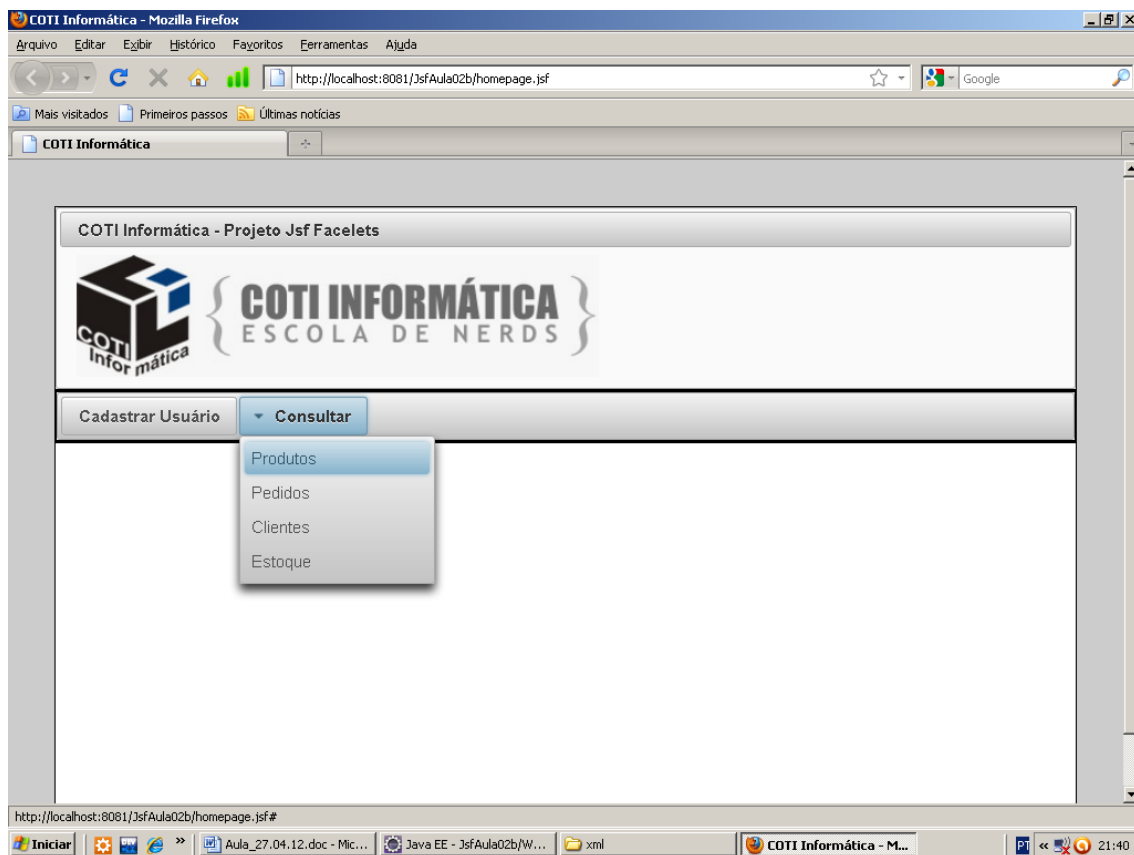 COTI Informática - Mozilla Firefox
Arquivo Editar Exibir Histórico Favoritos Ferramentas Ajuda
http://localhost:8081/JsfAula02b/homepage.jsf Google
Mais visitados Primeiros passos Últimas notícias
COTI Informática
COTI Informática - Projeto Jsf Facelets
COTI
Infor mática
{ COTI INFORMÁTICA }
ESCOLA DE NERDS
Cadastrar Usuário Consultar
Produtos
Pedidos
Clientes
Estoque
http://localhost:8081/JsfAula02b/homepage.jsf#
Iniciar » Aula_27.04.12.doc - Mic... Java EE - JsfAula02b/W... xml COTI Informática - M... PT « 21:40